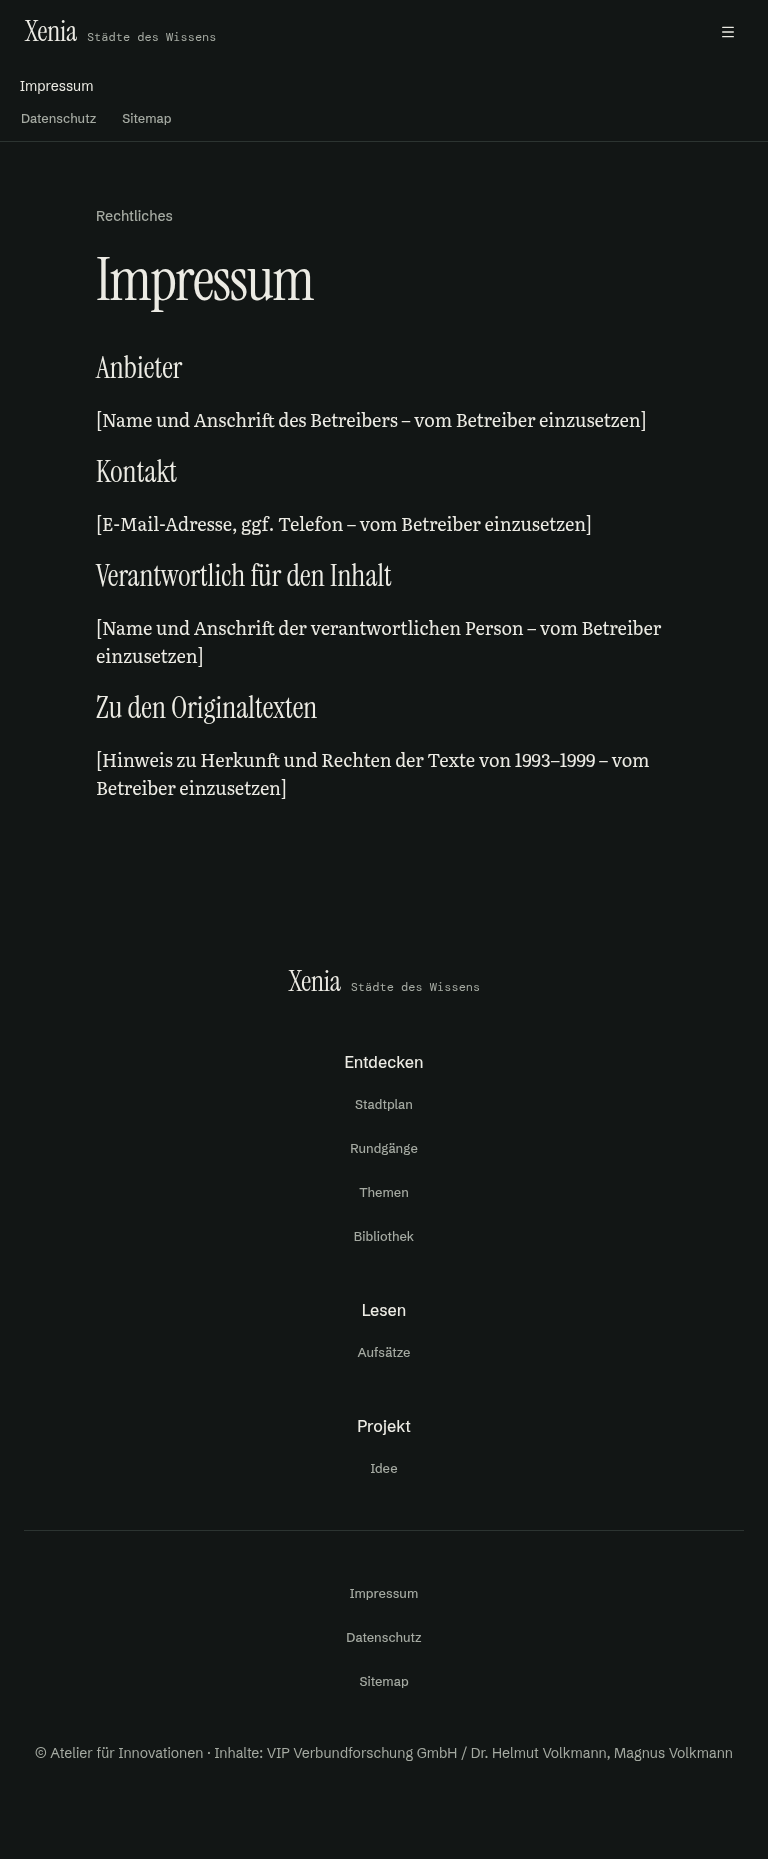 Xenia Städte des Wissens
☰
Impressum
Datenschutz Sitemap
Rechtliches
Impressum
Anbieter
[Name und Anschrift des Betreibers – vom Betreiber einzusetzen]
Kontakt
[E-Mail-Adresse, ggf. Telefon – vom Betreiber einzusetzen]
Verantwortlich für den Inhalt
[Name und Anschrift der verantwortlichen Person – vom Betreiber
einzusetzen]
Zu den Originaltexten
[Hinweis zu Herkunft und Rechten der Texte von 1993–1999 – vom
Betreiber einzusetzen]
Xenia Städte des Wissens
Entdecken
Stadtplan
Rundgänge
Themen
Bibliothek
Lesen
Aufsätze
Projekt
Idee
Impressum
Datenschutz
Sitemap
© Atelier für Innovationen · Inhalte: VIP Verbundforschung GmbH / Dr. Helmut Volkmann, Magnus Volkmann